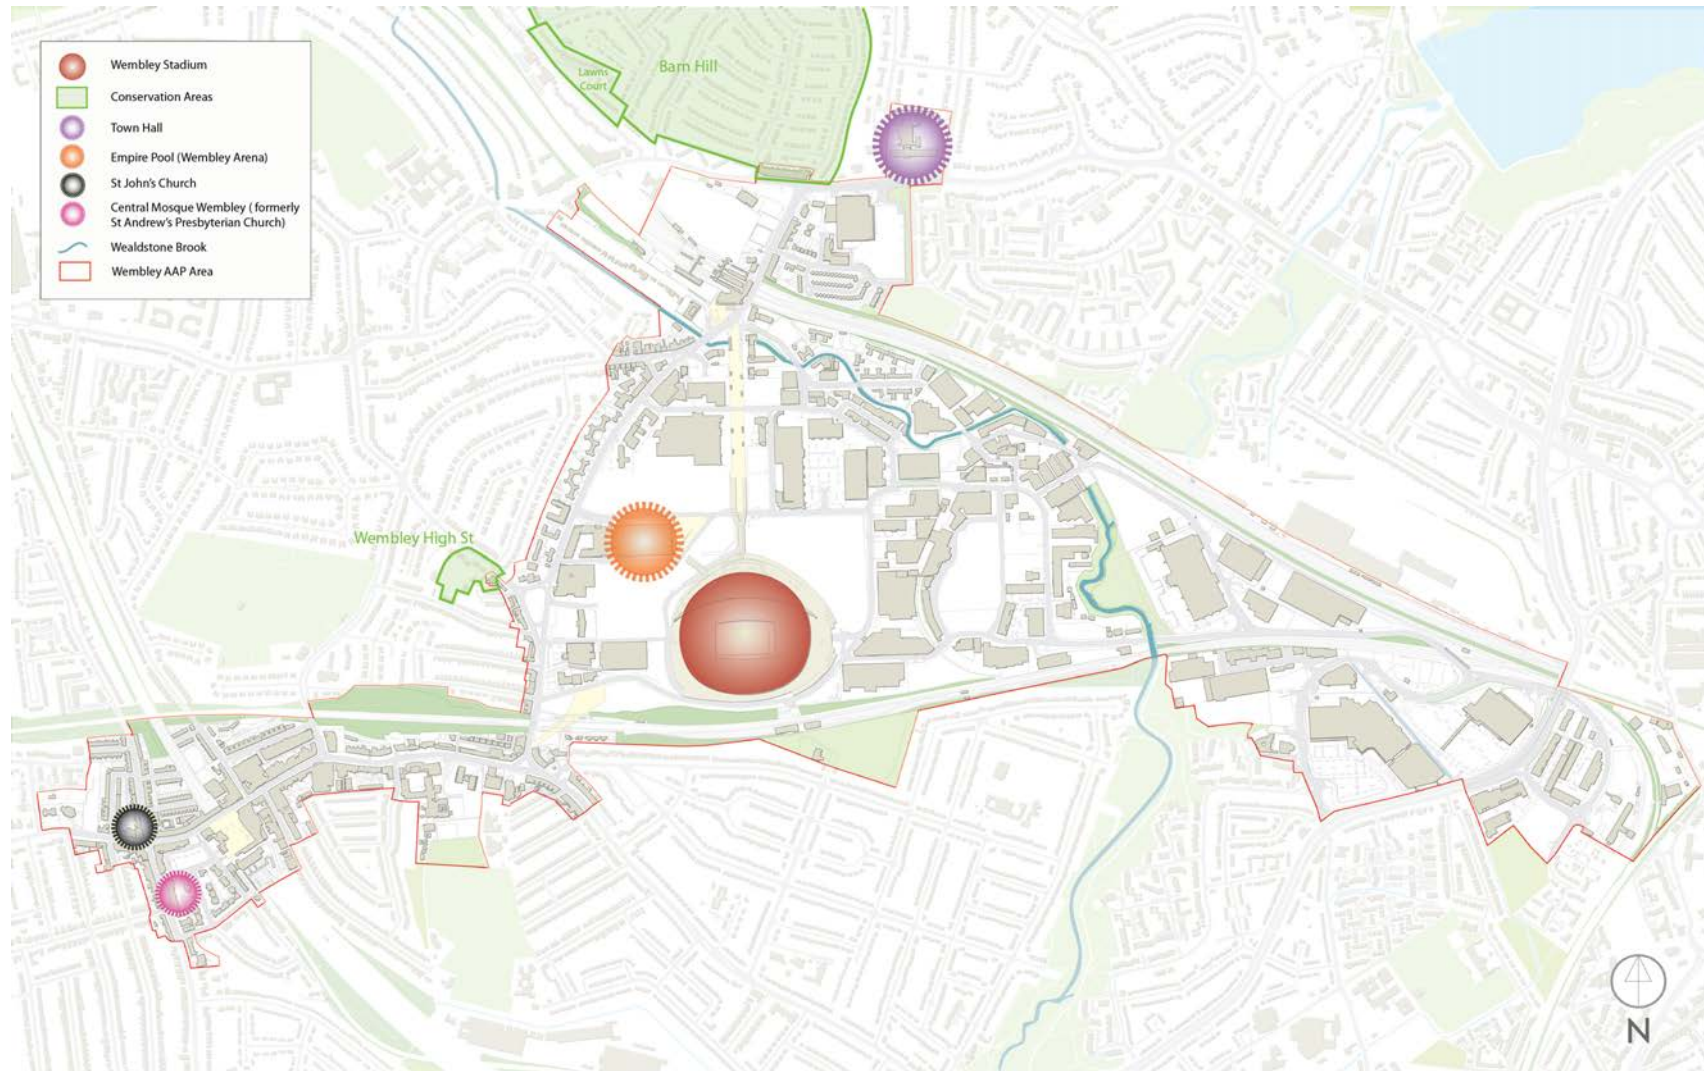 Wembley Stadium
Conservation Areas
Town Hall
Empire Pool (Wembley Arena)
St John's Church
Central Mosque Wembley ( formerly
St Andrew's Presbyterian Church)
Wealdstone Brook
Wembley AAP Area
Lawns
Court
Barn Hill
Wembley High St
N